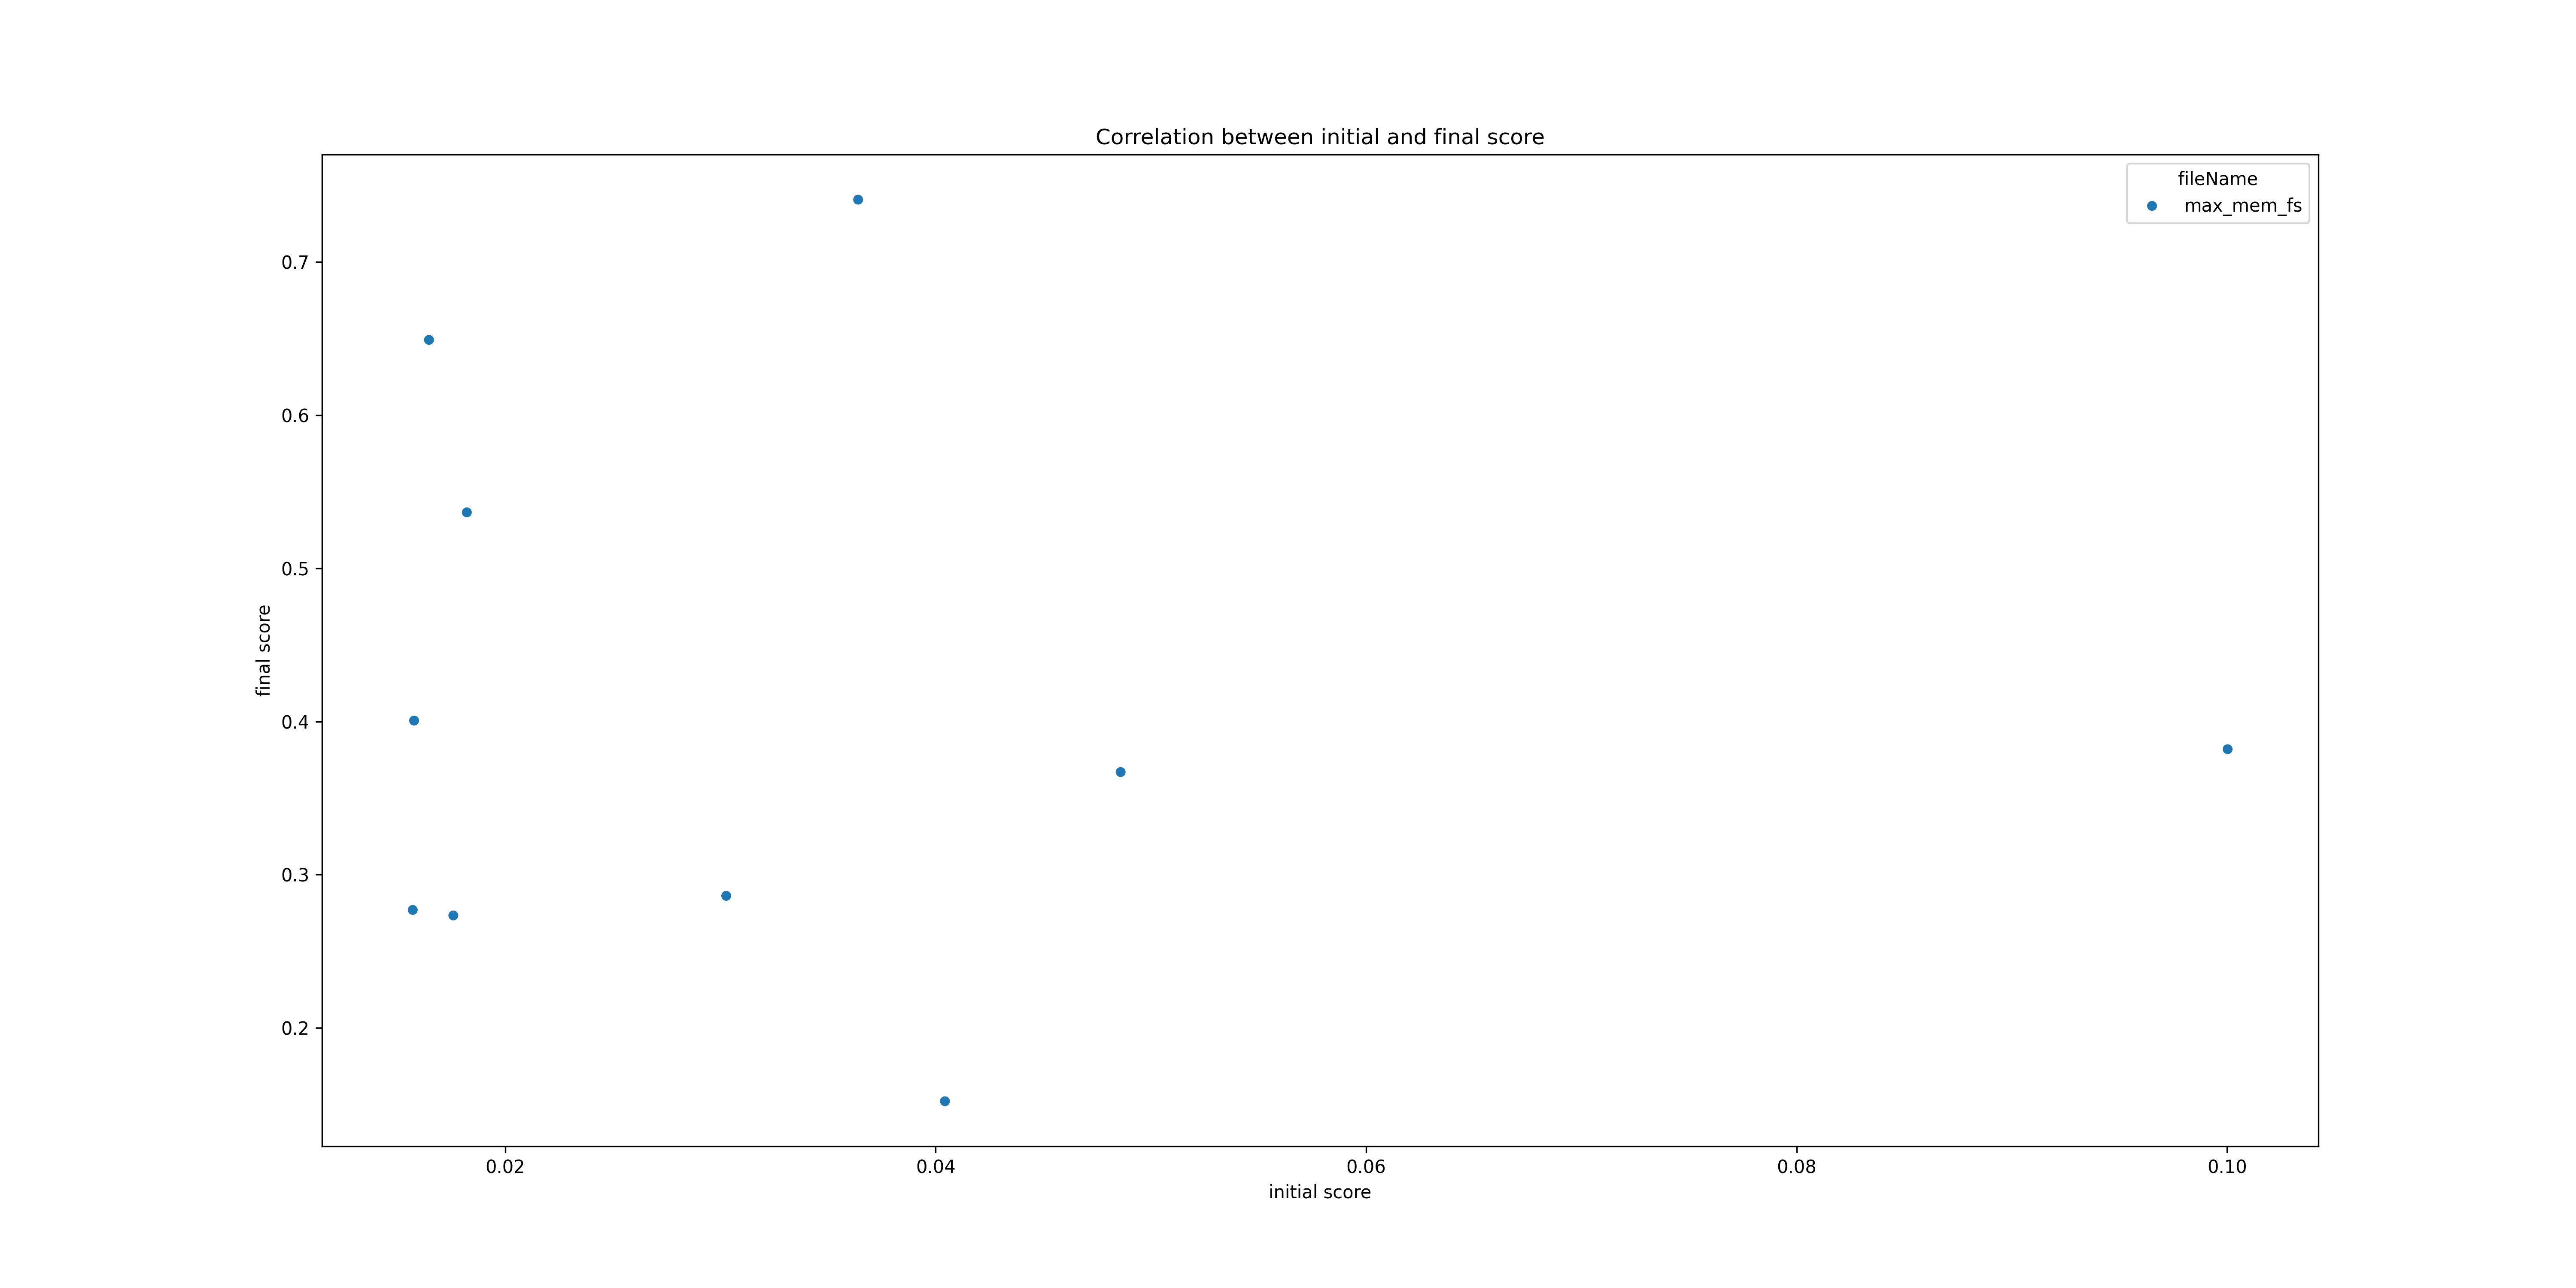 Correlation between initial and final score
fileName
max_mem_fs
0.7
0.6
0.5
0.4
0.3
0.2
final score
0.02 0.04 0.06 0.08 0.10
initial score